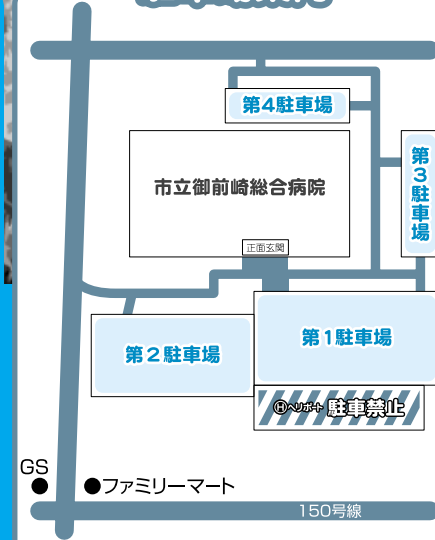 第4駐車場
第3駐車場
市立御前崎総合病院
正面玄関
第1駐車場
第2駐車場
Ⓗヘリポート 駐車禁止
GS
●ファミリーマート
150号線